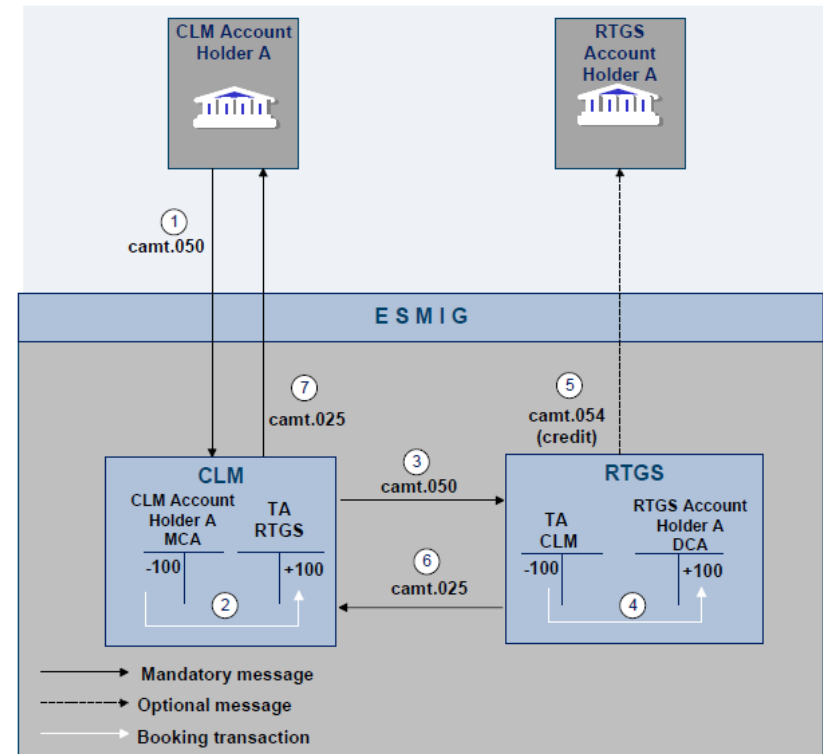 CLM Account
Holder A
RTGS
Account
Holder A
1
camt.050
E S M I G
7
camt.025
5
camt.054
(credit)
CLM
CLM Account
Holder A
MCA
TA
RTGS
-100
+100
2
3
camt.050
6
camt.025
RTGS
TA
CLM
RTGS Account
Holder A
DCA
-100
+100
4
Mandatory message
Optional message
Booking transaction